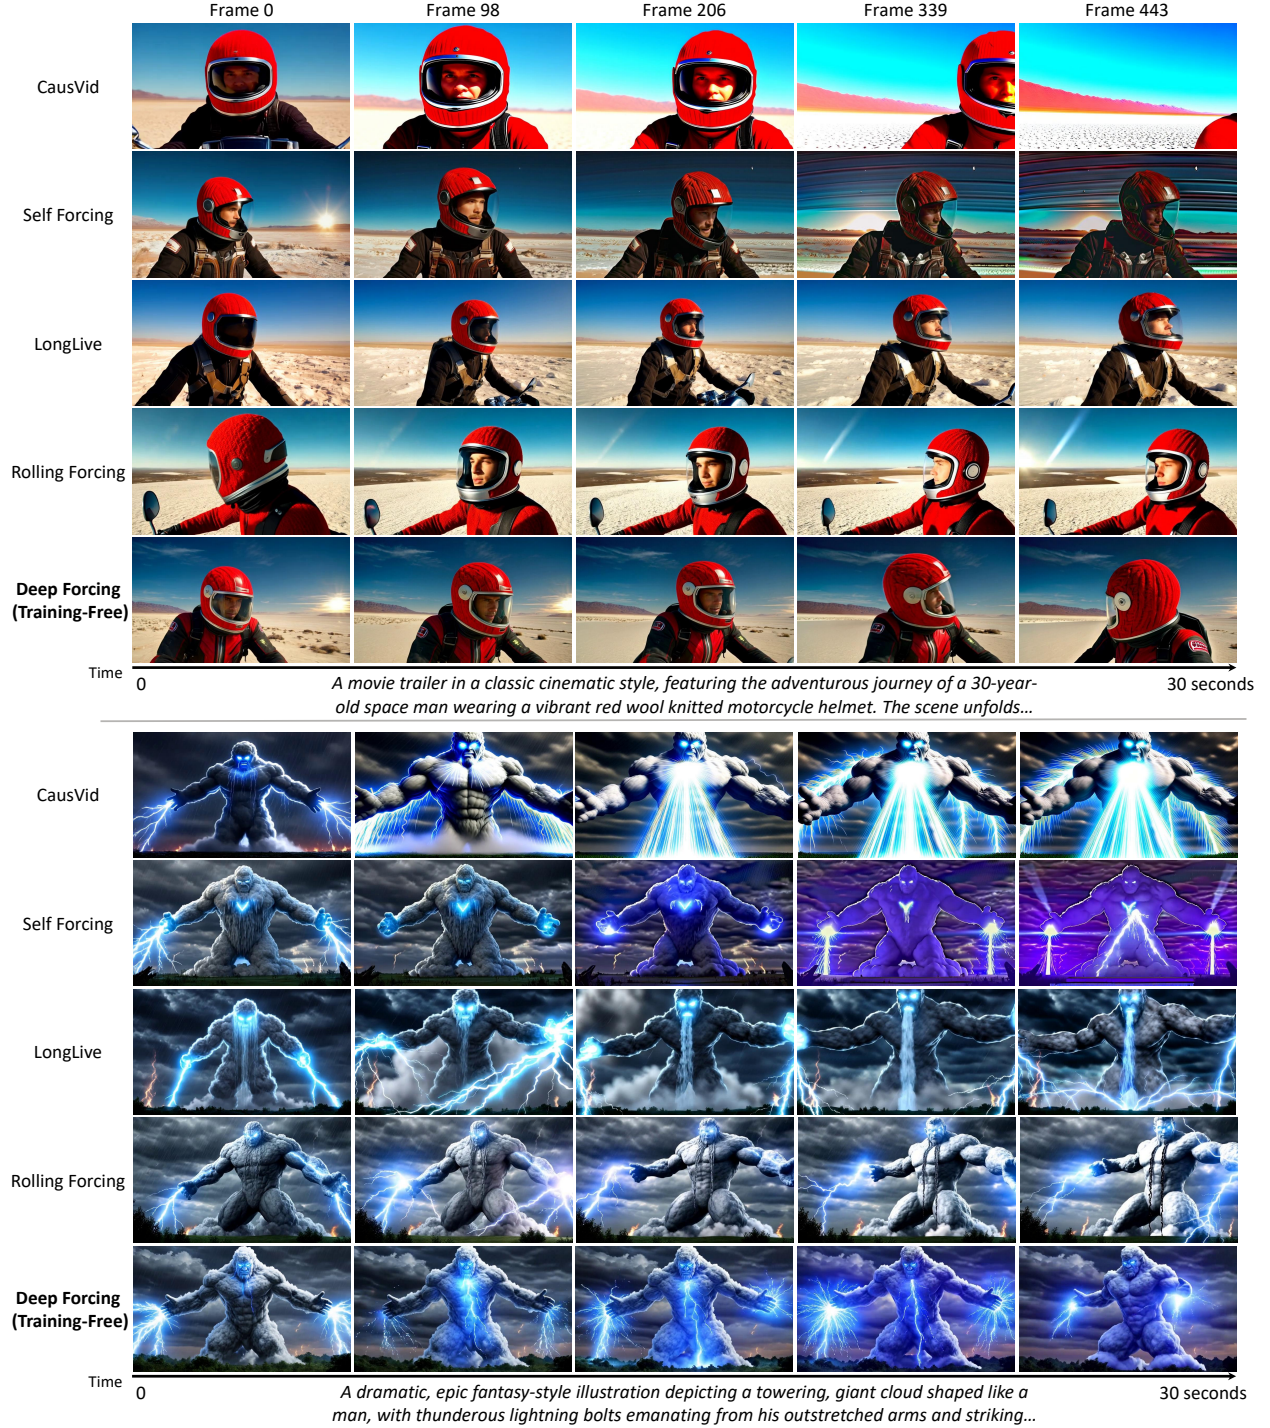 Frame 0 Frame 98 Frame 206 Frame 339 Frame 443
CausVid
Self Forcing
LongLive
Rolling Forcing
Deep Forcing
(Training-Free)
Time
0 30 seconds
A movie trailer in a classic cinematic style, featuring the adventurous journey of a 30-year-
old space man wearing a vibrant red wool knitted motorcycle helmet. The scene unfolds...
CausVid
Self Forcing
LongLive
Rolling Forcing
Deep Forcing
(Training-Free)
Time
0 30 seconds
A dramatic, epic fantasy-style illustration depicting a towering, giant cloud shaped like a
man, with thunderous lightning bolts emanating from his outstretched arms and striking...